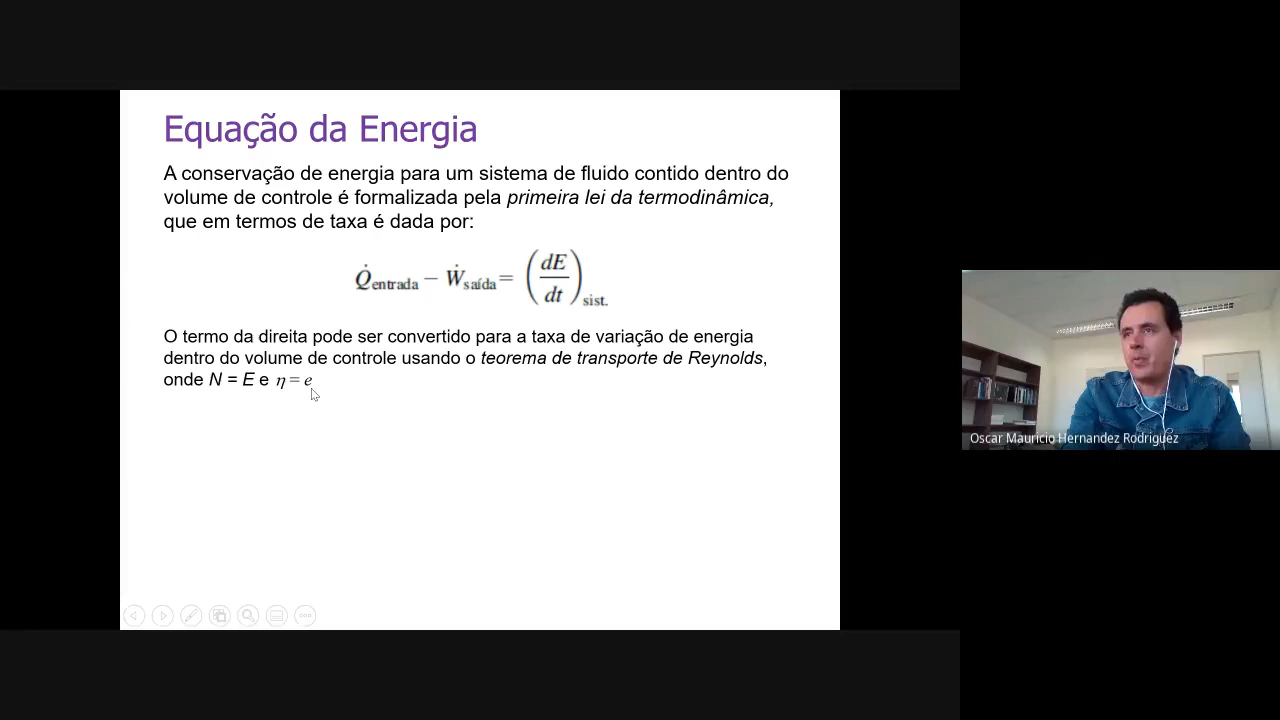 Equação da Energia
A conservação de energia para um sistema de fluido contido dentro do
volume de controle é formalizada pela primeira lei da termodinâmica,
que em termos de taxa é dada por:
Q̇entrada − Ẇsaída = (dE/dt)sist.
O termo da direita pode ser convertido para a taxa de variação de energia
dentro do volume de controle usando o teorema de transporte de Reynolds,
onde N = E e η = e
Oscar Mauricio Hernandez Rodriguez